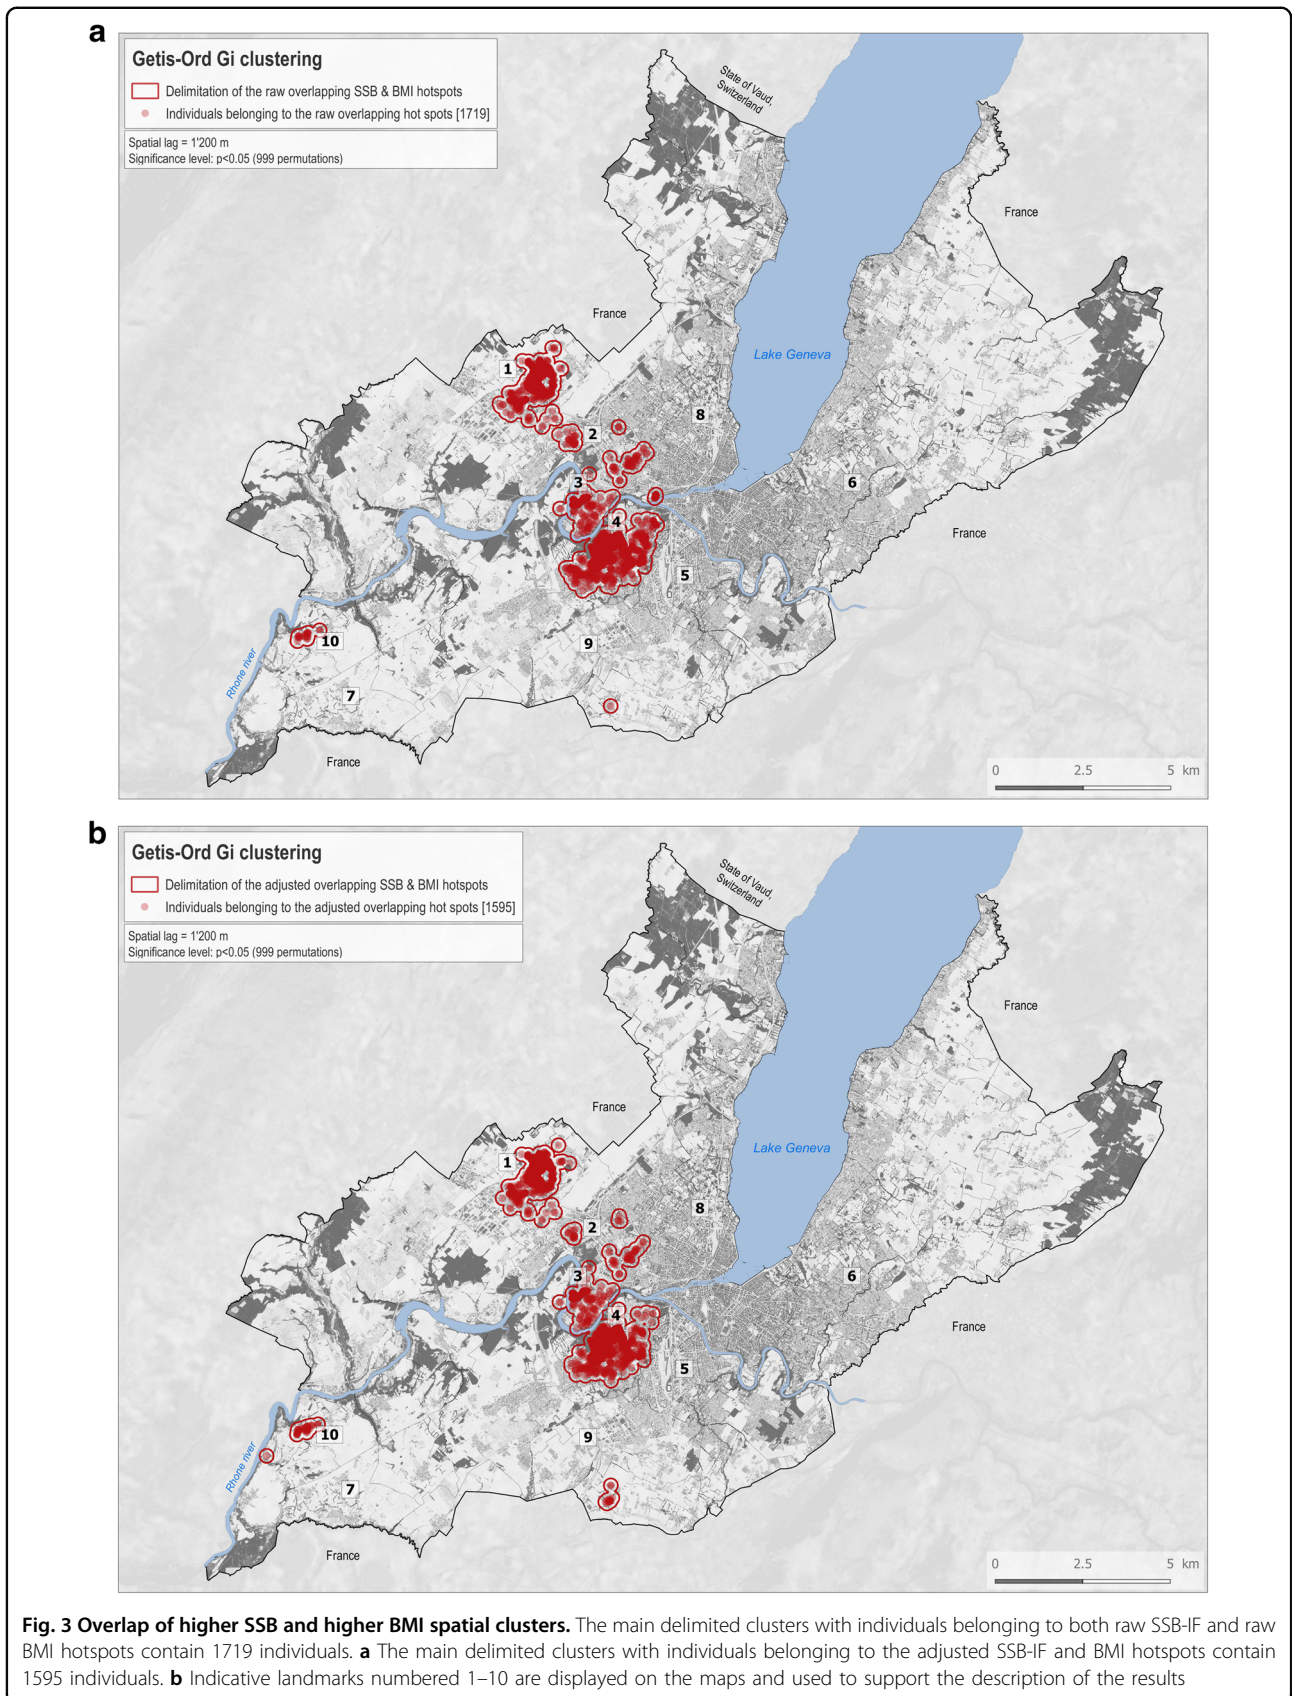 a
Getis-Ord Gi clustering
Delimitation of the raw overlapping SSB & BMI hotspots
Individuals belonging to the raw overlapping hot spots [1719]
Spatial lag = 1'200 m
Significance level: p<0.05 (999 permutations)
State of Vaud,
Switzerland
France
France
Lake Geneva
1
8
2
3
6
4
France
5
10
9
Rhone river
7
France
0 2.5 5 km
b
Getis-Ord Gi clustering
Delimitation of the adjusted overlapping SSB & BMI hotspots
Individuals belonging to the adjusted overlapping hot spots [1595]
Spatial lag = 1'200 m
Significance level: p<0.05 (999 permutations)
State of Vaud,
Switzerland
France
France
Lake Geneva
1
8
2
3
6
4
France
5
10
9
Rhone river
7
France
0 2.5 5 km
Fig. 3 Overlap of higher SSB and higher BMI spatial clusters. The main delimited clusters with individuals belonging to both raw SSB-IF and raw
BMI hotspots contain 1719 individuals. a The main delimited clusters with individuals belonging to the adjusted SSB-IF and BMI hotspots contain
1595 individuals. b Indicative landmarks numbered 1–10 are displayed on the maps and used to support the description of the results